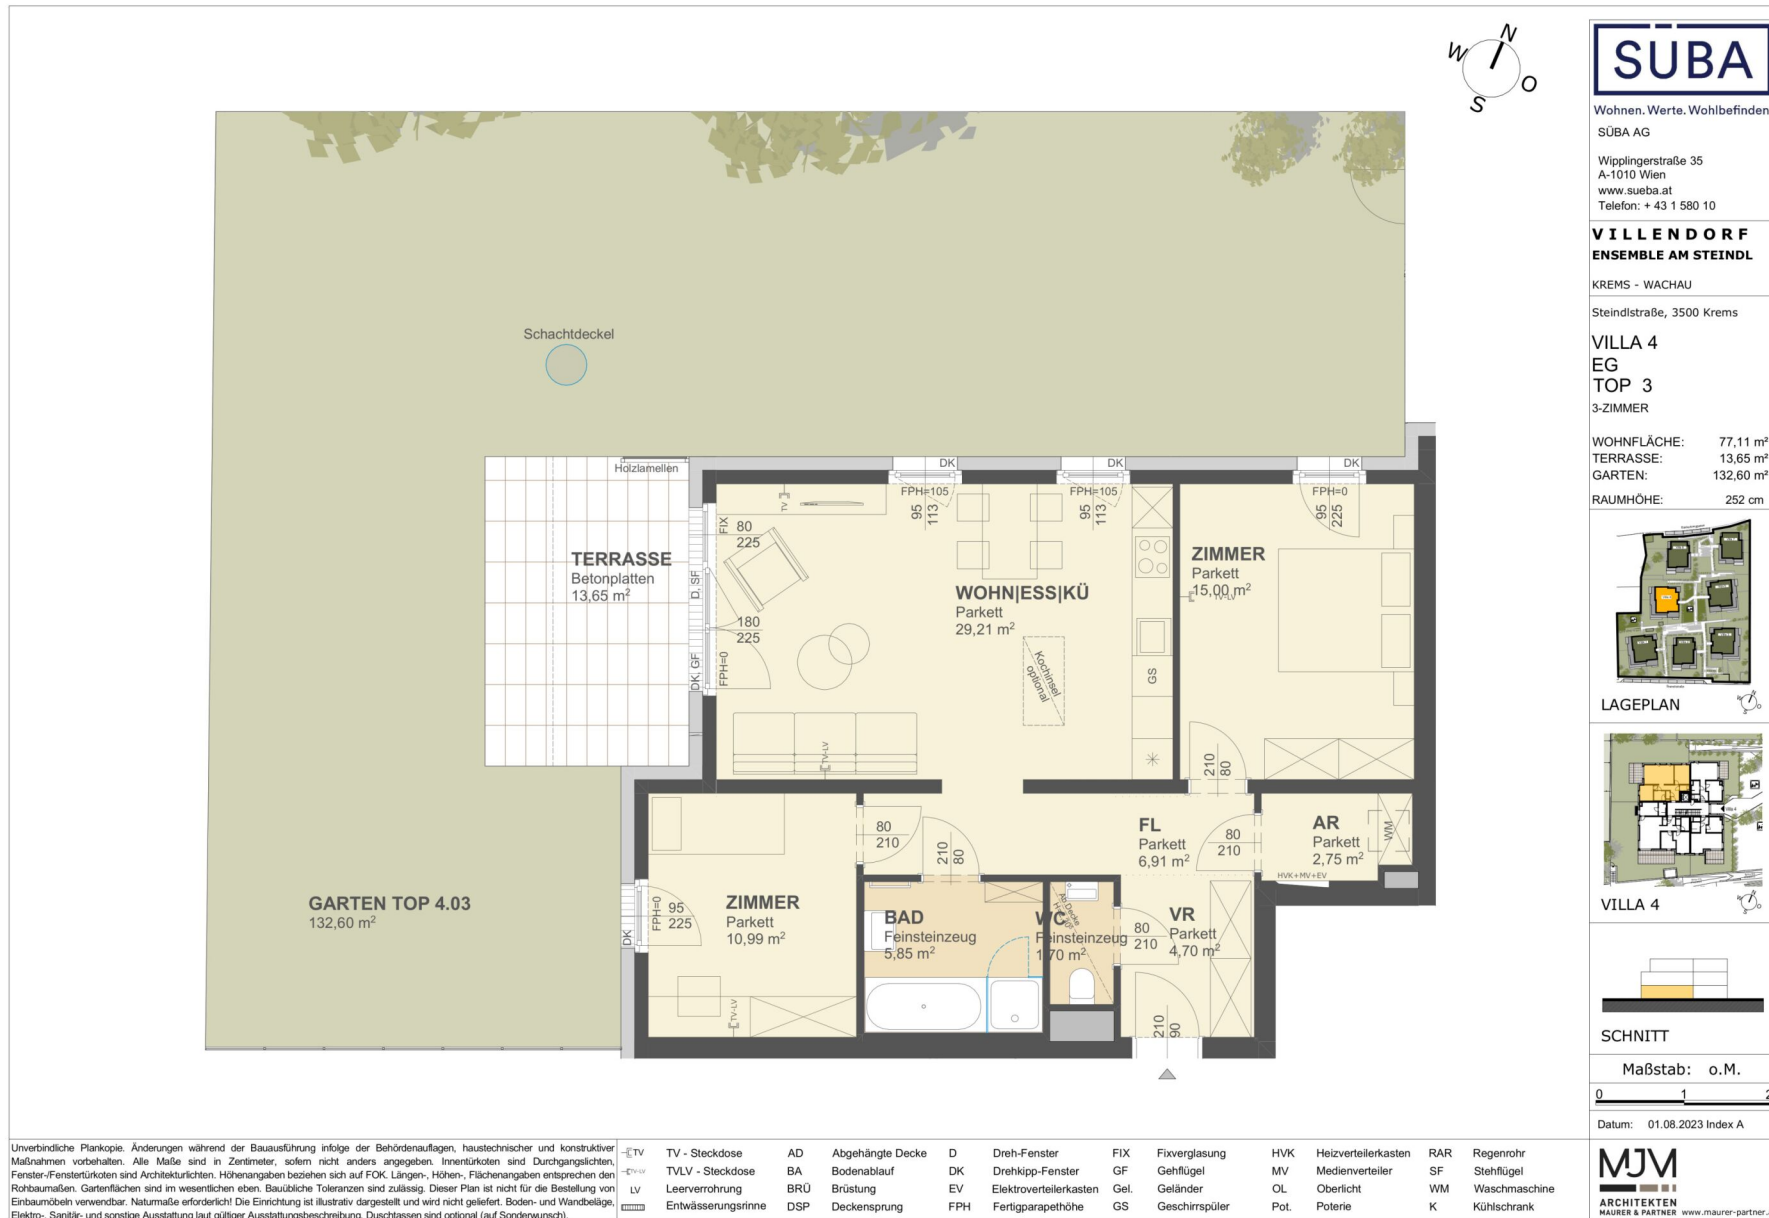 N
W
O
S
SÜBA
Wohnen. Werte. Wohlbefinden
SÜBA AG
Wipplingerstraße 35
A-1010 Wien
www.sueba.at
Telefon: + 43 1 580 10
VILLENDORF
ENSEMBLE AM STEINDL
KREMS - WACHAU
Steindlstraße, 3500 Krems
VILLA 4
EG
TOP 3
3-ZIMMER
WOHNFLÄCHE: 77,11 m²
TERRASSE: 13,65 m²
GARTEN: 132,60 m²
RAUMHÖHE: 252 cm
LAGEPLAN
VILLA 4
SCHNITT
Maßstab: o.M.
0 1 2
Datum: 01.08.2023 Index A
MJM
ARCHITEKTEN
MAURER & PARTNER www.maurer-partner.
Schachtdeckel
Holzlamellen
DK
DK
DK
FPH=105
95
113
FPH=105
95
113
FPH=0
95
225
TV
FIX
80
225
D, SF
180
225
DK, GF
FPH=0
TERRASSE
Betonplatten
13,65 m²
WOHN|ESS|KÜ
Parkett
29,21 m²
Kochinsel
optional
GS
TV-LV
ZIMMER
Parkett
15,00 m²
TV-LV
210
80
80
210
210
80
FL
Parkett
6,91 m²
80
210
AR
Parkett
2,75 m²
WM
HVK+MV+EV
GARTEN TOP 4.03
132,60 m²
DK
FPH=0
95
225
ZIMMER
Parkett
10,99 m²
TV-LV
BAD
Feinsteinzeug
5,85 m²
WC
Feinsteinzeug
1,70 m²
80
210
VR
Parkett
4,70 m²
210
90
Unverbindliche Plankopie. Änderungen während der Bauausführung infolge der Behördenauflagen, haustechnischer und konstruktiver
Maßnahmen vorbehalten. Alle Maße sind in Zentimeter, sofern nicht anders angegeben. Innentürkoten sind Durchgangslichten,
Fenster-/Fenstertürkoten sind Architekturlichten. Höhenangaben beziehen sich auf FOK. Längen-, Höhen-, Flächenangaben entsprechen den
Rohbaumaßen. Gartenflächen sind im wesentlichen eben. Bauübliche Toleranzen sind zulässig. Dieser Plan ist nicht für die Bestellung von
Einbaumöbeln verwendbar. Naturmaße erforderlich! Die Einrichtung ist illustrativ dargestellt und wird nicht geliefert. Boden- und Wandbeläge,
Elektro-, Sanitär- und sonstige Ausstattung laut gültiger Ausstattungsbeschreibung. Duschtassen sind optional (auf Sonderwunsch).
TV TV - Steckdose AD Abgehängte Decke D Dreh-Fenster FIX Fixverglasung HVK Heizverteilerkasten RAR Regenrohr
TV-LV TVLV - Steckdose BA Bodenablauf DK Drehkipp-Fenster GF Gehflügel MV Medienverteiler SF Stehflügel
LV Leerverrohrung BRÜ Brüstung EV Elektroverteilerkasten Gel. Geländer OL Oberlicht WM Waschmaschine
Entwässerungsrinne DSP Deckensprung FPH Fertigparapethöhe GS Geschirrspüler Pot. Poterie K Kühlschrank